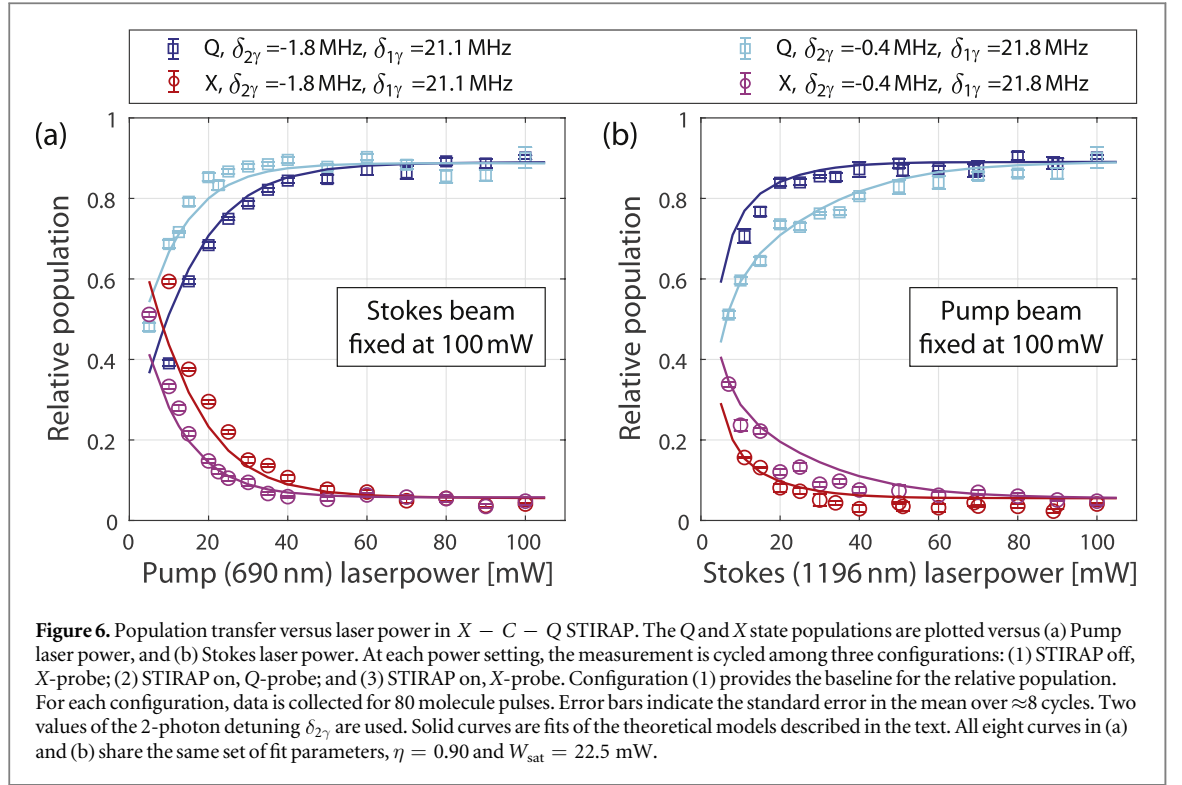 Q, δ2γ =-1.8 MHz, δ1γ =21.1 MHz
X, δ2γ =-1.8 MHz, δ1γ =21.1 MHz
Q, δ2γ =-0.4 MHz, δ1γ =21.8 MHz
X, δ2γ =-0.4 MHz, δ1γ =21.8 MHz
(a)
Relative population
1
0.8
0.6
0.4
0.2
0
Stokes beam
fixed at 100 mW
0 20 40 60 80 100
Pump (690 nm) laserpower [mW]
(b)
Relative population
1
0.8
0.6
0.4
0.2
0
Pump beam
fixed at 100 mW
0 20 40 60 80 100
Stokes (1196 nm) laserpower [mW]
Figure 6. Population transfer versus laser power in X − C − Q STIRAP. The Q and X state populations are plotted versus (a) Pump
laser power, and (b) Stokes laser power. At each power setting, the measurement is cycled among three configurations: (1) STIRAP off,
X-probe; (2) STIRAP on, Q-probe; and (3) STIRAP on, X-probe. Configuration (1) provides the baseline for the relative population.
For each configuration, data is collected for 80 molecule pulses. Error bars indicate the standard error in the mean over ≈8 cycles. Two
values of the 2-photon detuning δ2γ are used. Solid curves are fits of the theoretical models described in the text. All eight curves in (a)
and (b) share the same set of fit parameters, η = 0.90 and Wsat = 22.5 mW.